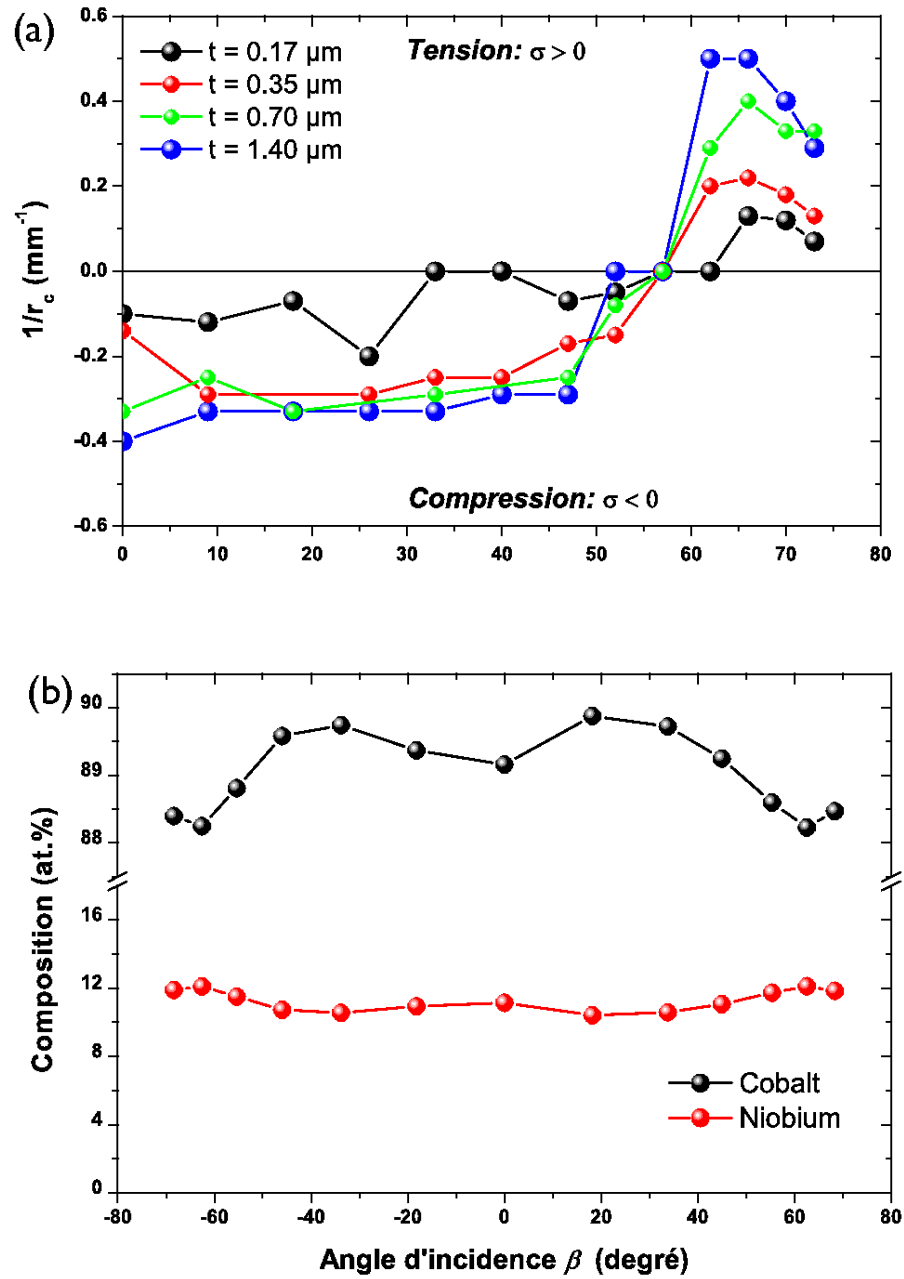 (a)
0.6
0.4
0.2
0.0
-0.2
-0.4
-0.6
1/r_c (mm⁻¹)
t = 0.17 µm
t = 0.35 µm
t = 0.70 µm
t = 1.40 µm
Tension: σ > 0
Compression: σ < 0
0 10 20 30 40 50 60 70 80
(b)
90
89
88
16
12
8
4
0
Composition (at.%)
Cobalt
Niobium
-80 -60 -40 -20 0 20 40 60 80
Angle d'incidence β (degré)